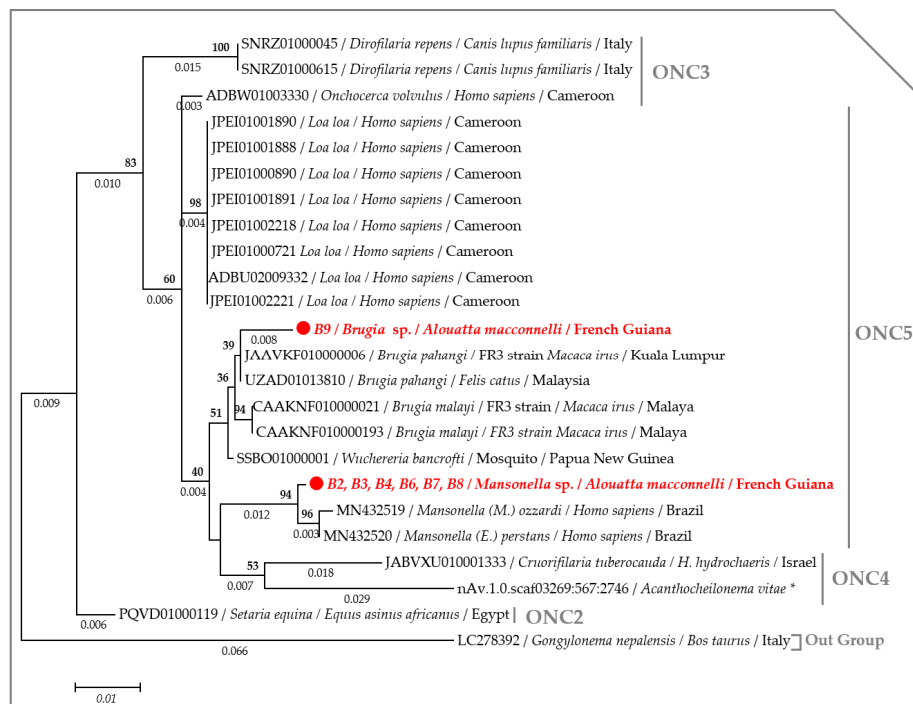 100
SNRZ01000045 / Dirofilaria repens / Canis lupus familiaris / Italy
0.015
SNRZ01000615 / Dirofilaria repens / Canis lupus familiaris / Italy
ONC3
ADBW01003330 / Onchocerca volvulus / Homo sapiens / Cameroon
0.003
JPEI01001890 / Loa loa / Homo sapiens / Cameroon
JPEI01001888 / Loa loa / Homo sapiens / Cameroon
83
0.010
JPEI01000890 / Loa loa / Homo sapiens / Cameroon
98
JPEI01001891 / Loa loa / Homo sapiens / Cameroon
0.004
JPEI01002218 / Loa loa / Homo sapiens / Cameroon
JPEI01000721 Loa loa / Homo sapiens / Cameroon
60
ADBU02009332 / Loa loa / Homo sapiens / Cameroon
0.006
JPEI01002221 / Loa loa / Homo sapiens / Cameroon
B9 / Brugia sp. / Alouatta macconnelli / French Guiana
ONC5
0.008
39
JAAVKF010000006 / Brugia pahangi / FR3 strain / Macaca irus / Kuala Lumpur
36
UZAD01013810 / Brugia pahangi / Felis catus / Malaysia
0.009
94
CAAKNF010000021 / Brugia malayi / FR3 strain / Macaca irus / Malaya
51
CAAKNF010000193 / Brugia malayi / FR3 strain Macaca irus / Malaya
SSBO01000001 / Wuchereria bancrofti / Mosquito / Papua New Guinea
40
0.004
94
B2, B3, B4, B6, B7, B8 / Mansonella sp. / Alouatta macconnelli / French Guiana
0.012
96
MN432519 / Mansonella (M.) ozzardi / Homo sapiens / Brazil
0.003
MN432520 / Mansonella (E.) perstans / Homo sapiens / Brazil
53
JABVXU010001333 / Cruorifilaria tuberocauda / H. hydrochaeris / Israel
0.018
0.007
ONC4
nAv.1.0.scaf03269:567:2746 / Acanthocheilonema vitae *
0.029
PQVD01000119 / Setaria equina / Equus asinus africanus / Egypt
ONC2
0.006
LC278392 / Gongylonema nepalensis / Bos taurus / Italy
Out Group
0.066
0.01